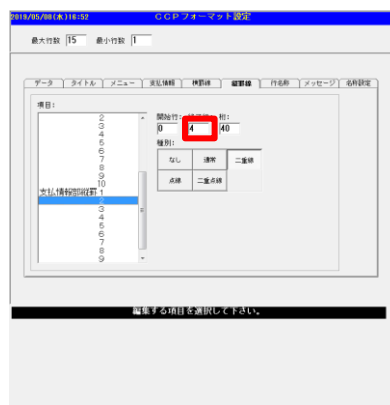 2019/05/08(水)16:52 CCPフォーマット設定
最大行数 15 最小行数 1
データ タイトル メニュー 支払情報 横罫線 縦罫線 行名称 メッセージ 名称設定
項目:
開始行: 桁:
0 4 40
種別:
なし 通常 二重線
点線 二重点線
2
3
4
5
6
7
8
9
10
支払情報部縦罫 1
2
3
4
5
6
7
8
9
編集する項目を選択して下さい。